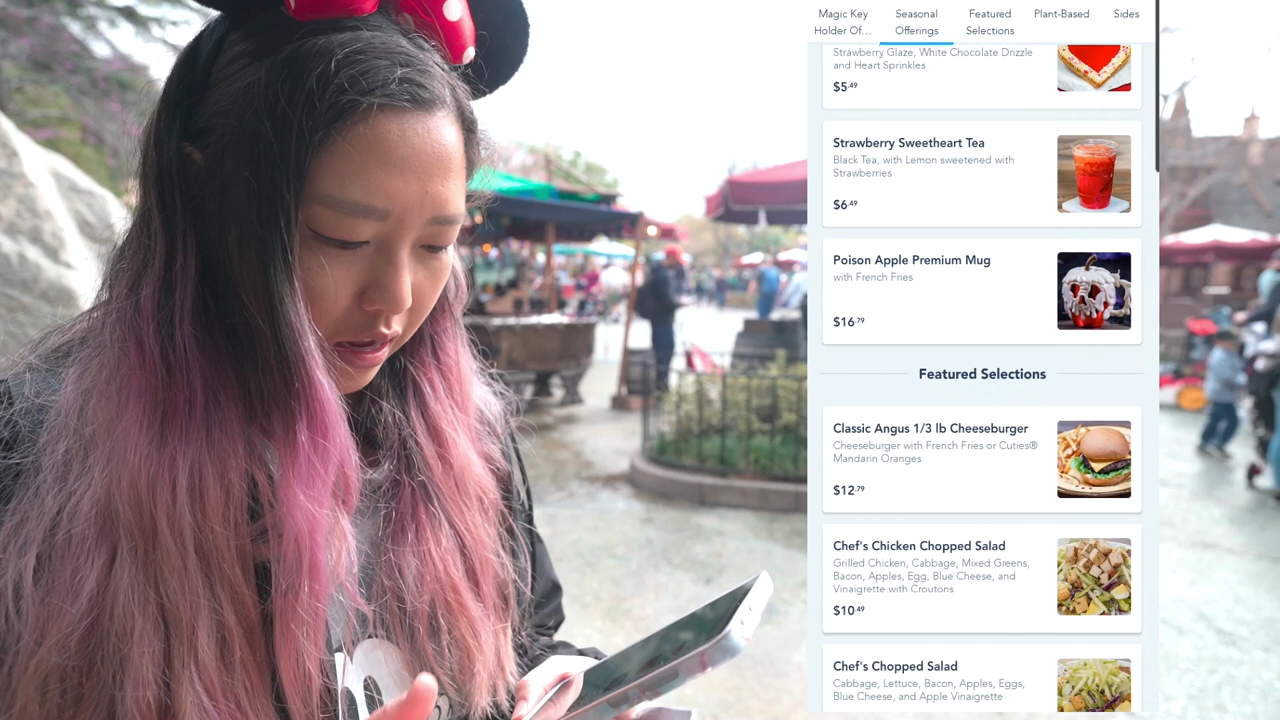 Magic Key
Holder Of...
Seasonal
Offerings
Featured
Selections
Plant-Based
Sides
Strawberry Glaze, White Chocolate Drizzle
and Heart Sprinkles
$5.49
Strawberry Sweetheart Tea
Black Tea, with Lemon sweetened with
Strawberries
$6.49
Poison Apple Premium Mug
with French Fries
$16.79
Featured Selections
Classic Angus 1/3 lb Cheeseburger
Cheeseburger with French Fries or Cuties®
Mandarin Oranges
$12.79
Chef's Chicken Chopped Salad
Grilled Chicken, Cabbage, Mixed Greens,
Bacon, Apples, Egg, Blue Cheese, and
Vinaigrette with Croutons
$10.49
Chef's Chopped Salad
Cabbage, Lettuce, Bacon, Apples, Eggs,
Blue Cheese, and Apple Vinaigrette